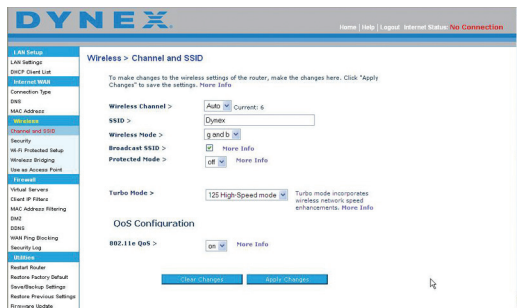 DYNEX
Home | Help | Logout Internet Status: No Connection
LAN Setup
LAN Settings
DHCP Client List
Internet WAN
Connection Type
DNS
MAC Address
Wireless
Channel and SSID
Security
Wi-Fi Protected Setup
Wireless Bridging
Use as Access Point
Firewall
Virtual Servers
Client IP Filters
MAC Address Filtering
DMZ
DDNS
WAN Ping Blocking
Security Log
Utilities
Restart Router
Restore Factory Default
Save/Backup Settings
Restore Previous Settings
Firmware Update
Wireless > Channel and SSID
To make changes to the wireless settings of the router, make the changes here. Click "Apply
Changes" to save the settings. More Info
Wireless Channel > Auto Current: 6
SSID > Dynex
Wireless Mode > g and b
Broadcast SSID > More Info
Protected Mode > off More Info
Turbo Mode > 125 High-Speed mode Turbo mode incorporates
wireless network speed
enhancements. More Info
QoS Configuration
802.11e QoS > on More Info
Clear Changes Apply Changes